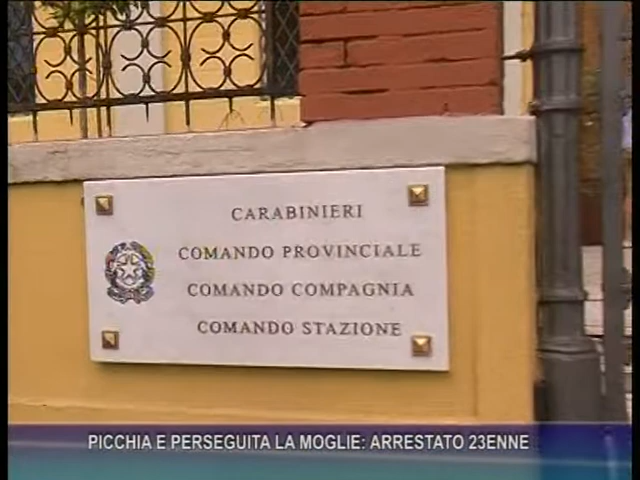 CARABINIERI
COMANDO PROVINCIALE
COMANDO COMPAGNIA
COMANDO STAZIONE
PICCHIA E PERSEGUITA LA MOGLIE: ARRESTATO 23ENNE